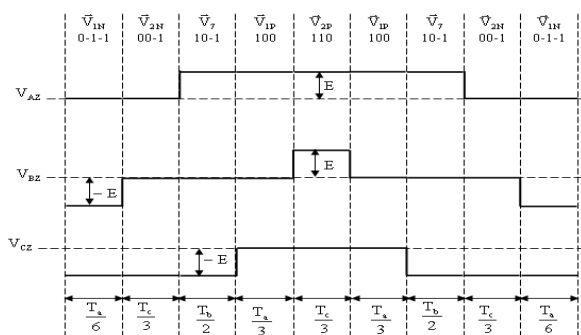 V⃗1N V⃗2N V⃗7 V⃗1P V⃗2P V⃗1P V⃗7 V⃗2N V⃗1N
0-1-1 00-1 10-1 100 110 100 10-1 00-1 0-1-1
VAZ
E
VBZ
E
– E
VCZ
– E
Ta/6 Tc/3 Tb/2 Ta/3 Tc/3 Ta/3 Tb/2 Tc/3 Ta/6